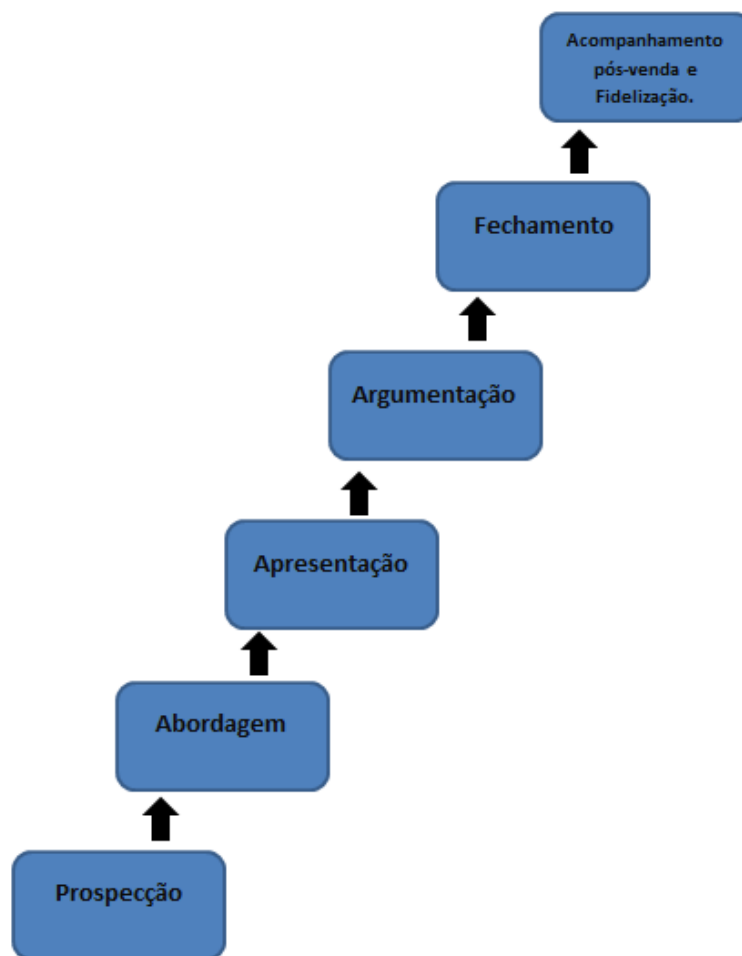 Acompanhamento
pós-venda e
Fidelização.
Fechamento
Argumentação
Apresentação
Abordagem
Prospecção